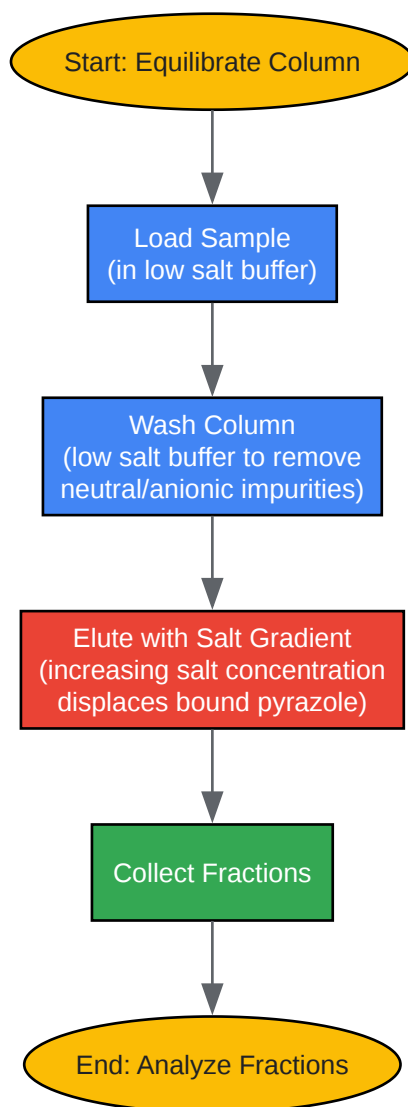 Start: Equilibrate Column
Load Sample
(in low salt buffer)
Wash Column
(low salt buffer to remove
neutral/anionic impurities)
Elute with Salt Gradient
(increasing salt concentration
displaces bound pyrazole)
Collect Fractions
End: Analyze Fractions